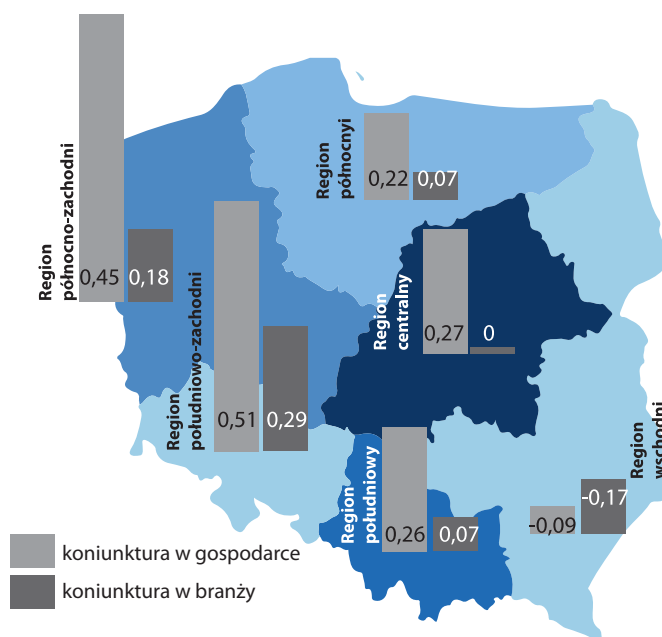 Region
północno-zachodni
0,45
0,18
Region
północnyi
0,22
0,07
Region
południowo-zachodni
0,51
0,29
Region
centralny
0,27
0
Region
południowy
0,26
0,07
Region
wschodni
-0,09
-0,17
koniunktura w gospodarce
koniunktura w branży